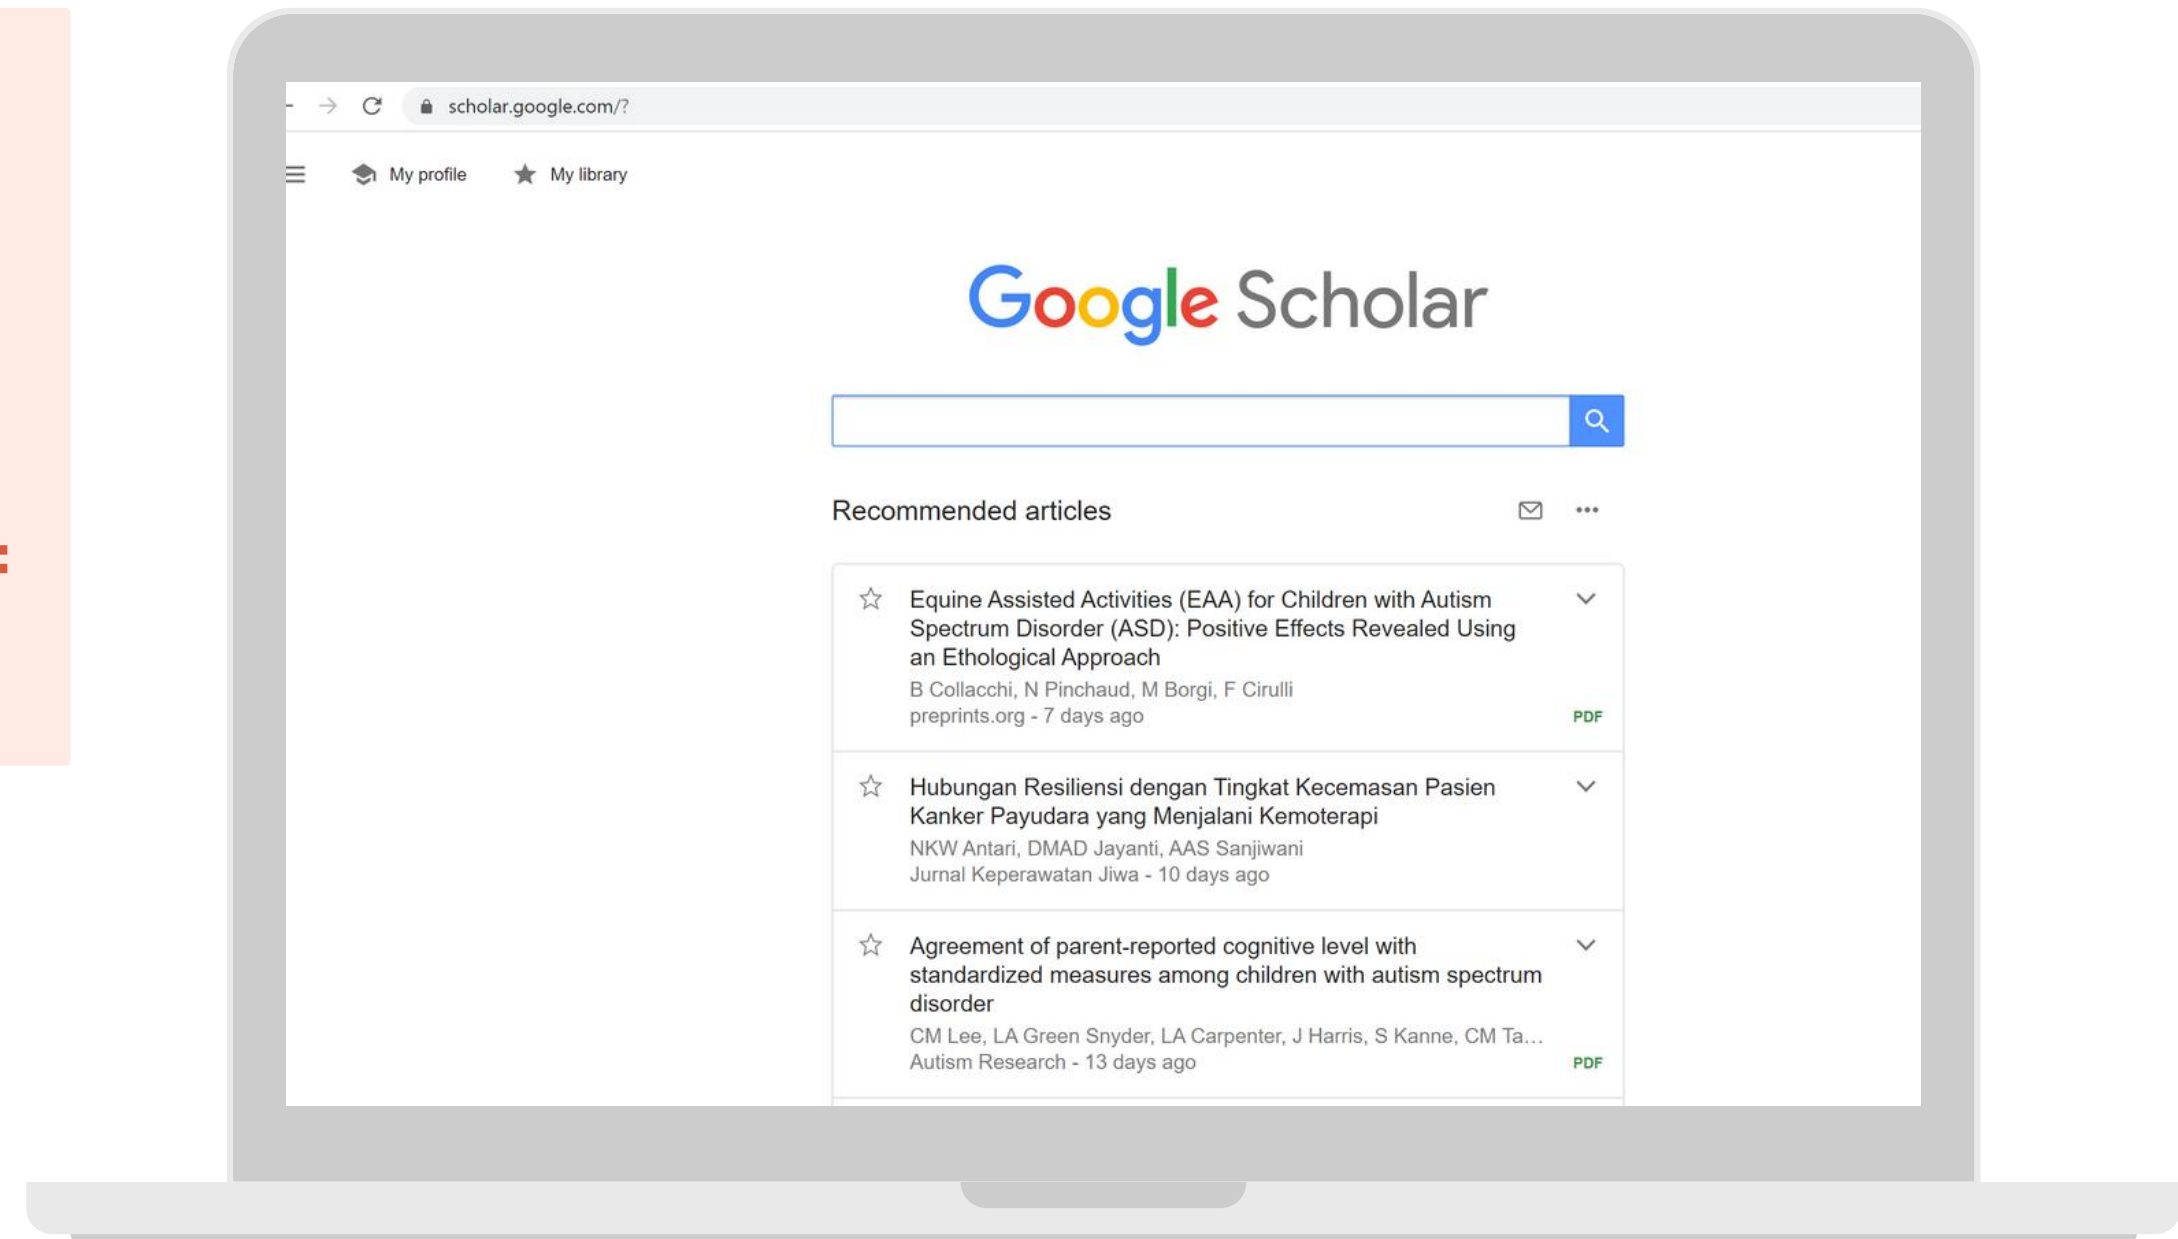 scholar.google.com/?
My profile
My library
Google Scholar
Recommended articles
Equine Assisted Activities (EAA) for Children with Autism
Spectrum Disorder (ASD): Positive Effects Revealed Using
an Ethological Approach
B Collacchi, N Pinchaud, M Borgi, F Cirulli
preprints.org - 7 days ago
PDF
Hubungan Resiliensi dengan Tingkat Kecemasan Pasien
Kanker Payudara yang Menjalani Kemoterapi
NKW Antari, DMAD Jayanti, AAS Sanjiwani
Jurnal Keperawatan Jiwa - 10 days ago
Agreement of parent-reported cognitive level with
standardized measures among children with autism spectrum
disorder
CM Lee, LA Green Snyder, LA Carpenter, J Harris, S Kanne, CM Ta…
Autism Research - 13 days ago
PDF